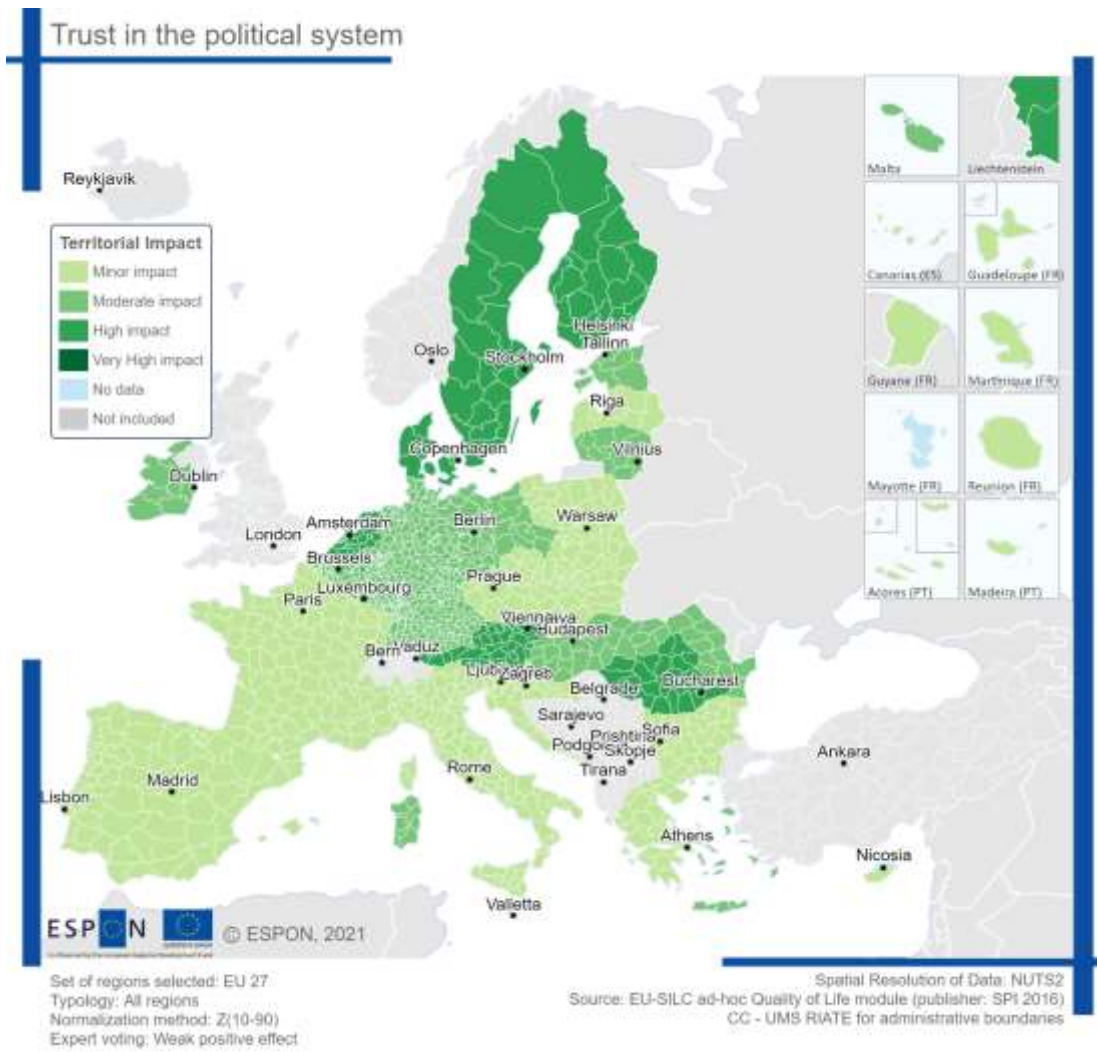 Trust in the political system
Reykjavik
Territorial Impact
Minor impact
Moderate impact
High impact
Very High impact
No data
Not included
Malta
Liechtenstein
Canarias (ES)
Guadeloupe (FR)
Guyane (FR)
Martinique (FR)
Mayotte (FR)
Reunion (FR)
Acores (PT)
Madeira (PT)
Helsinki
Tallinn
Oslo
Stockholm
Riga
Copenhagen
Vilnius
Dublin
Amsterdam
Berlin
Warsaw
London
Brussels
Luxembourg
Prague
Paris
Budapest
Bern
Vaduz
Zagreb
Belgrade
Bucharest
Sarajevo
Prishtina
Sofia
Skopje
Tirana
Ankara
Madrid
Rome
Lisbon
Athens
Nicosia
Valletta
ESPON
© ESPON, 2021
Set of regions selected: EU 27
Typology: All regions
Normalization method: Z(10-90)
Expert voting: Weak positive effect
Spatial Resolution of Data: NUTS2
Source: EU-SILC ad-hoc Quality of Life module (publisher: SPI 2016)
CC - UMS RIATE for administrative boundaries